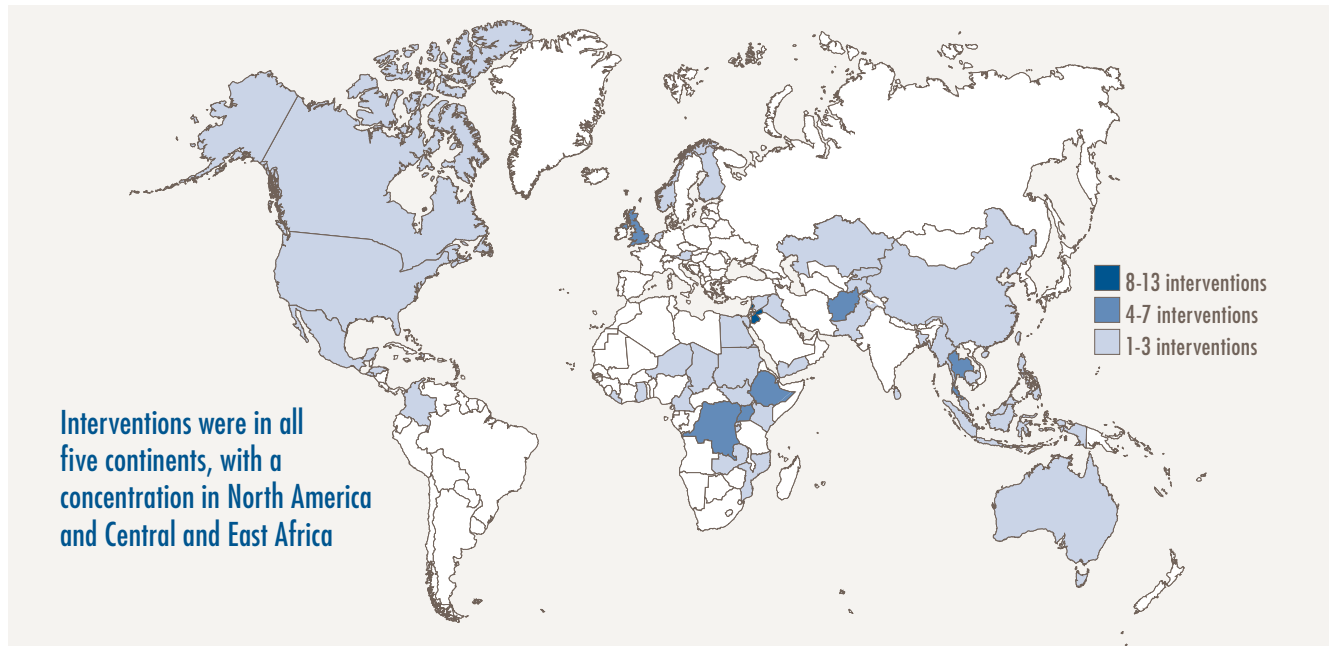 8-13 interventions
4-7 interventions
1-3 interventions
Interventions were in all
five continents, with a
concentration in North America
and Central and East Africa